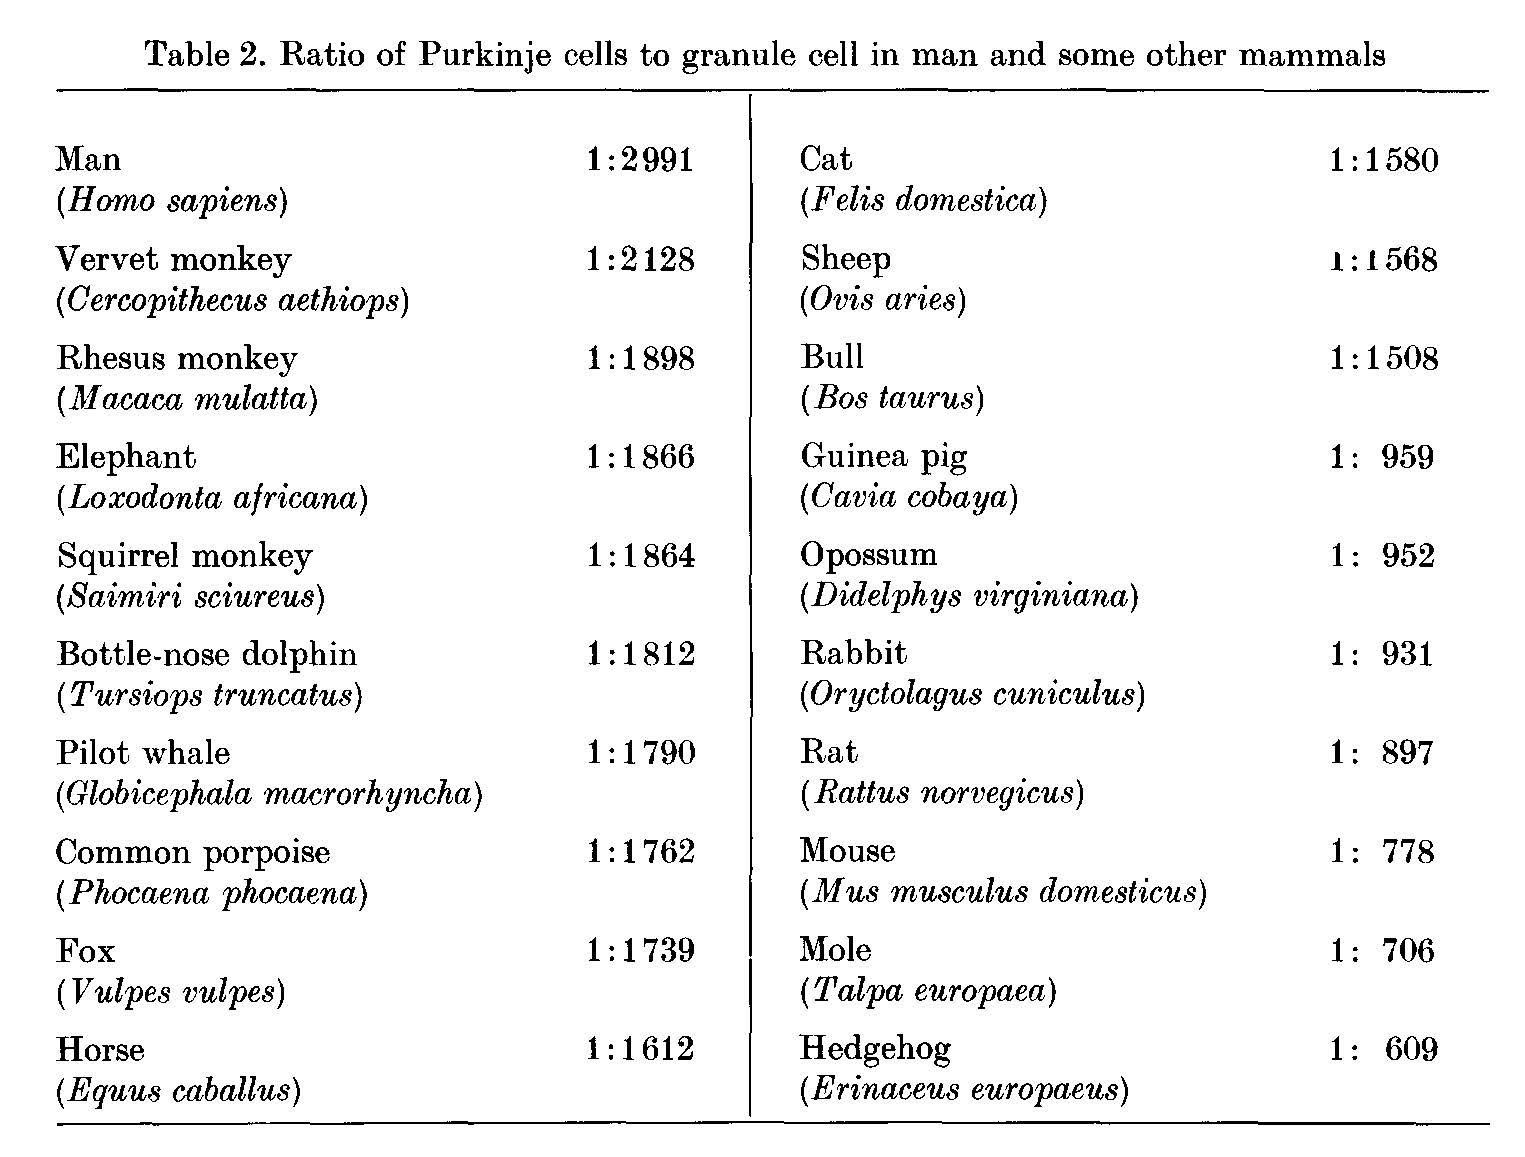 Table 2. Ratio of Purkinje cells to granule cell in man and some other mammals
Man 1:2991
(Homo sapiens)
Vervet monkey 1:2128
(Cercopithecus aethiops)
Rhesus monkey 1:1898
(Macaca mulatta)
Elephant 1:1866
(Loxodonta africana)
Squirrel monkey 1:1864
(Saimiri sciureus)
Bottle-nose dolphin 1:1812
(Tursiops truncatus)
Pilot whale 1:1790
(Globicephala macrorhyncha)
Common porpoise 1:1762
(Phocaena phocaena)
Fox 1:1739
(Vulpes vulpes)
Horse 1:1612
(Equus caballus)
Cat 1:1580
(Felis domestica)
Sheep 1:1568
(Ovis aries)
Bull 1:1508
(Bos taurus)
Guinea pig 1: 959
(Cavia cobaya)
Opossum 1: 952
(Didelphys virginiana)
Rabbit 1: 931
(Oryctolagus cuniculus)
Rat 1: 897
(Rattus norvegicus)
Mouse 1: 778
(Mus musculus domesticus)
Mole 1: 706
(Talpa europaea)
Hedgehog 1: 609
(Erinaceus europaeus)